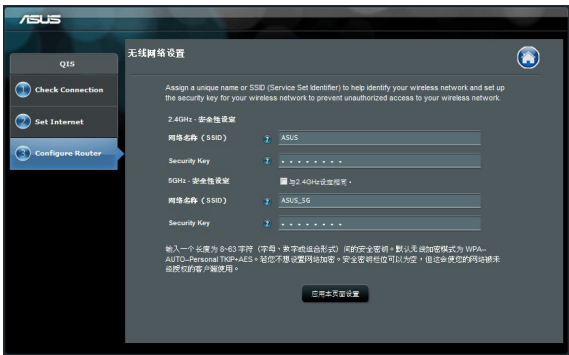 ASUS
QIS
1 Check Connection
2 Set Internet
3 Configure Router
无线网络设置
Assign a unique name or SSID (Service Set Identifier) to help identify your wireless network and set up
the security key for your wireless network to prevent unauthorized access to your wireless network.
2.4GHz - 安全性设定
网络名称（SSID） ? ASUS
Security Key ? ········
5GHz - 安全性设定 与2.4GHz设定相同。
网络名称（SSID） ? ASUS_5G
Security Key ? ········
输入一个长度为 8-63 字符（字母、数字或组合形式）间的安全密钥。默认无线加密模式为 WPA-
AUTO-Personal TKIP+AES。若您不想设置网络加密。安全密钥栏位可以为空，但这会使您的网络被未
经授权的客户端使用。
应用本页面设置